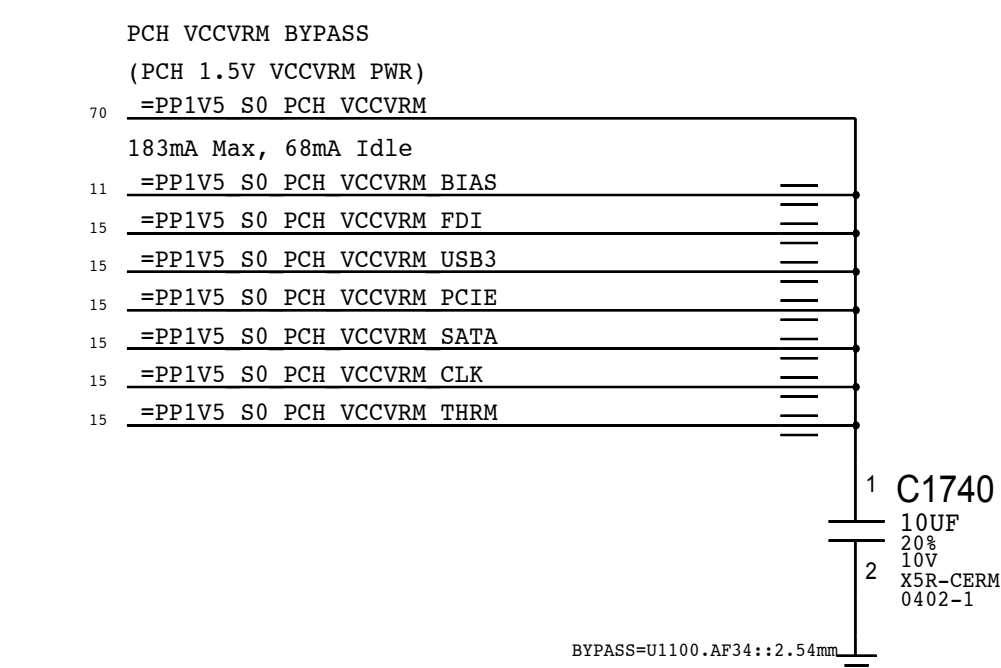 PCH VCCVRM BYPASS
(PCH 1.5V VCCVRM PWR)
70 =PP1V5_S0_PCH_VCCVRM
183mA Max, 68mA Idle
11 =PP1V5_S0_PCH_VCCVRM_BIAS
15 =PP1V5_S0_PCH_VCCVRM_FDI
15 =PP1V5_S0_PCH_VCCVRM_USB3
15 =PP1V5_S0_PCH_VCCVRM_PCIE
15 =PP1V5_S0_PCH_VCCVRM_SATA
15 =PP1V5_S0_PCH_VCCVRM_CLK
15 =PP1V5_S0_PCH_VCCVRM_THRM
1 C1740
10UF
20%
10V
2 X5R-CERM
0402-1
BYPASS=U1100.AF34::2.54mm